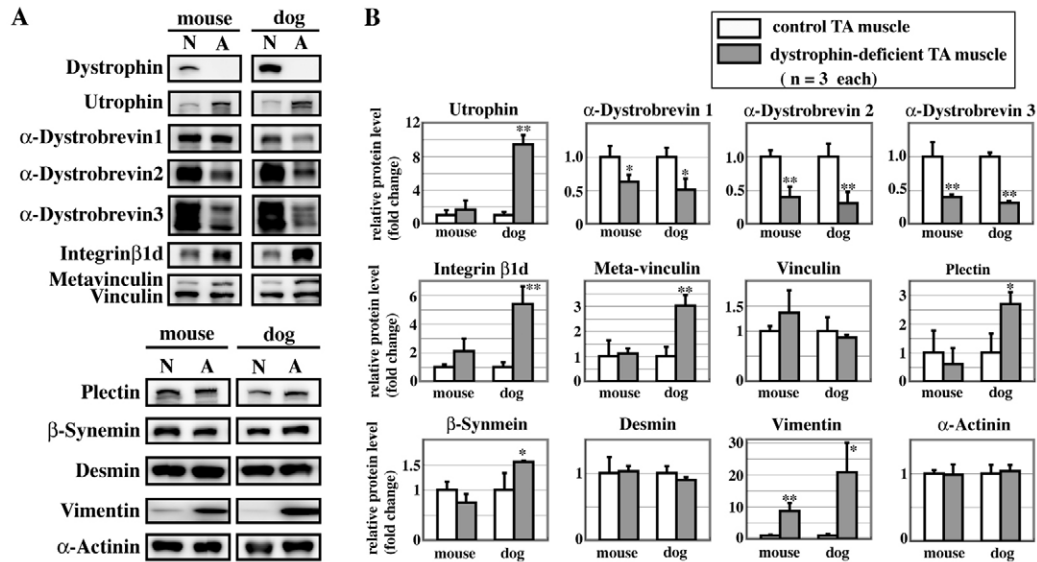 A
mouse dog
N A N A
Dystrophin
Utrophin
α-Dystrobrevin1
α-Dystrobrevin2
α-Dystrobrevin3
Integrinβ1d
Metavinculin
Vinculin
mouse dog
N A N A
Plectin
β-Synemin
Desmin
Vimentin
α-Actinin
B
control TA muscle
dystrophin-deficient TA muscle
( n = 3 each)
Utrophin α-Dystrobrevin 1 α-Dystrobrevin 2 α-Dystrobrevin 3
relative protein level
(fold change)
12
8
4
0
**
mouse dog
1.0
0.5
0
* *
mouse dog
1.0
0.5
0
** **
mouse dog
1.0
0.5
0
** **
mouse dog
Integrin β1d Meta-vinculin Vinculin Plectin
relative protein level
(fold change)
6
4
2
0
**
mouse dog
3
2
1
0
**
mouse dog
1.5
1
0
mouse dog
3
2
1
0
*
mouse dog
β-Synmein Desmin Vimentin α-Actinin
relative protein level
(fold change)
1.5
1
0
*
mouse dog
1
0
mouse dog
30
20
10
0
** *
mouse dog
1
0
mouse dog